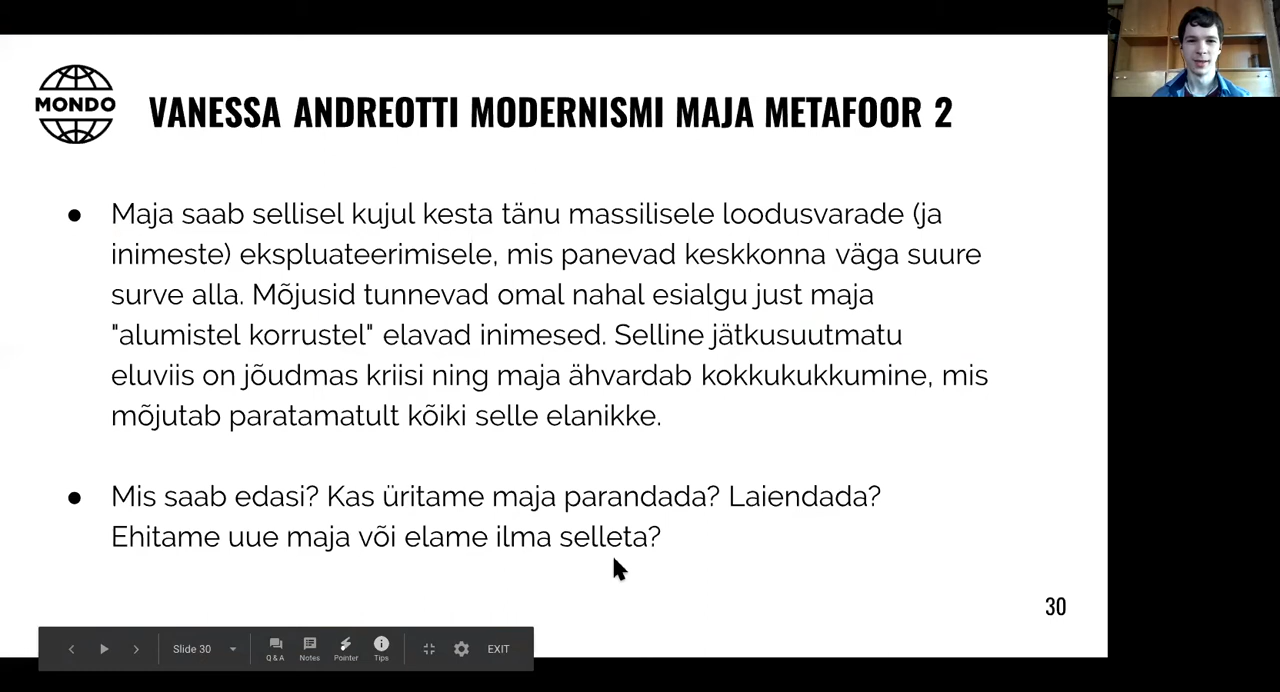 MONDO
VANESSA ANDREOTTI MODERNISMI MAJA METAFOOR 2
● Maja saab sellisel kujul kesta tänu massilisele loodusvarade (ja
inimeste) ekspluateerimisele, mis panevad keskkonna väga suure
surve alla. Mõjusid tunnevad omal nahal esialgu just maja
"alumistel korrustel" elavad inimesed. Selline jätkusuutmatu
eluviis on jõudmas kriisi ning maja ähvardab kokkukukkumine, mis
mõjutab paratamatult kõiki selle elanikke.
● Mis saab edasi? Kas üritame maja parandada? Laiendada?
Ehitame uue maja või elame ilma selleta?
30
Slide 30
Q & A
Notes
Pointer
Tips
EXIT